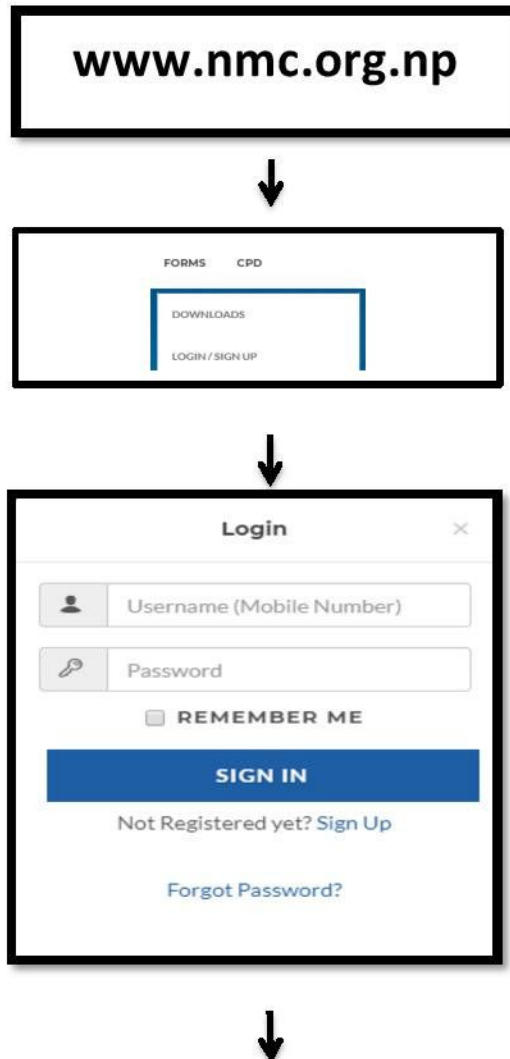 www.nmc.org.np
FORMS CPD
DOWNLOADS
LOGIN / SIGN UP
Login ×
Username (Mobile Number)
Password
REMEMBER ME
SIGN IN
Not Registered yet? Sign Up
Forgot Password?